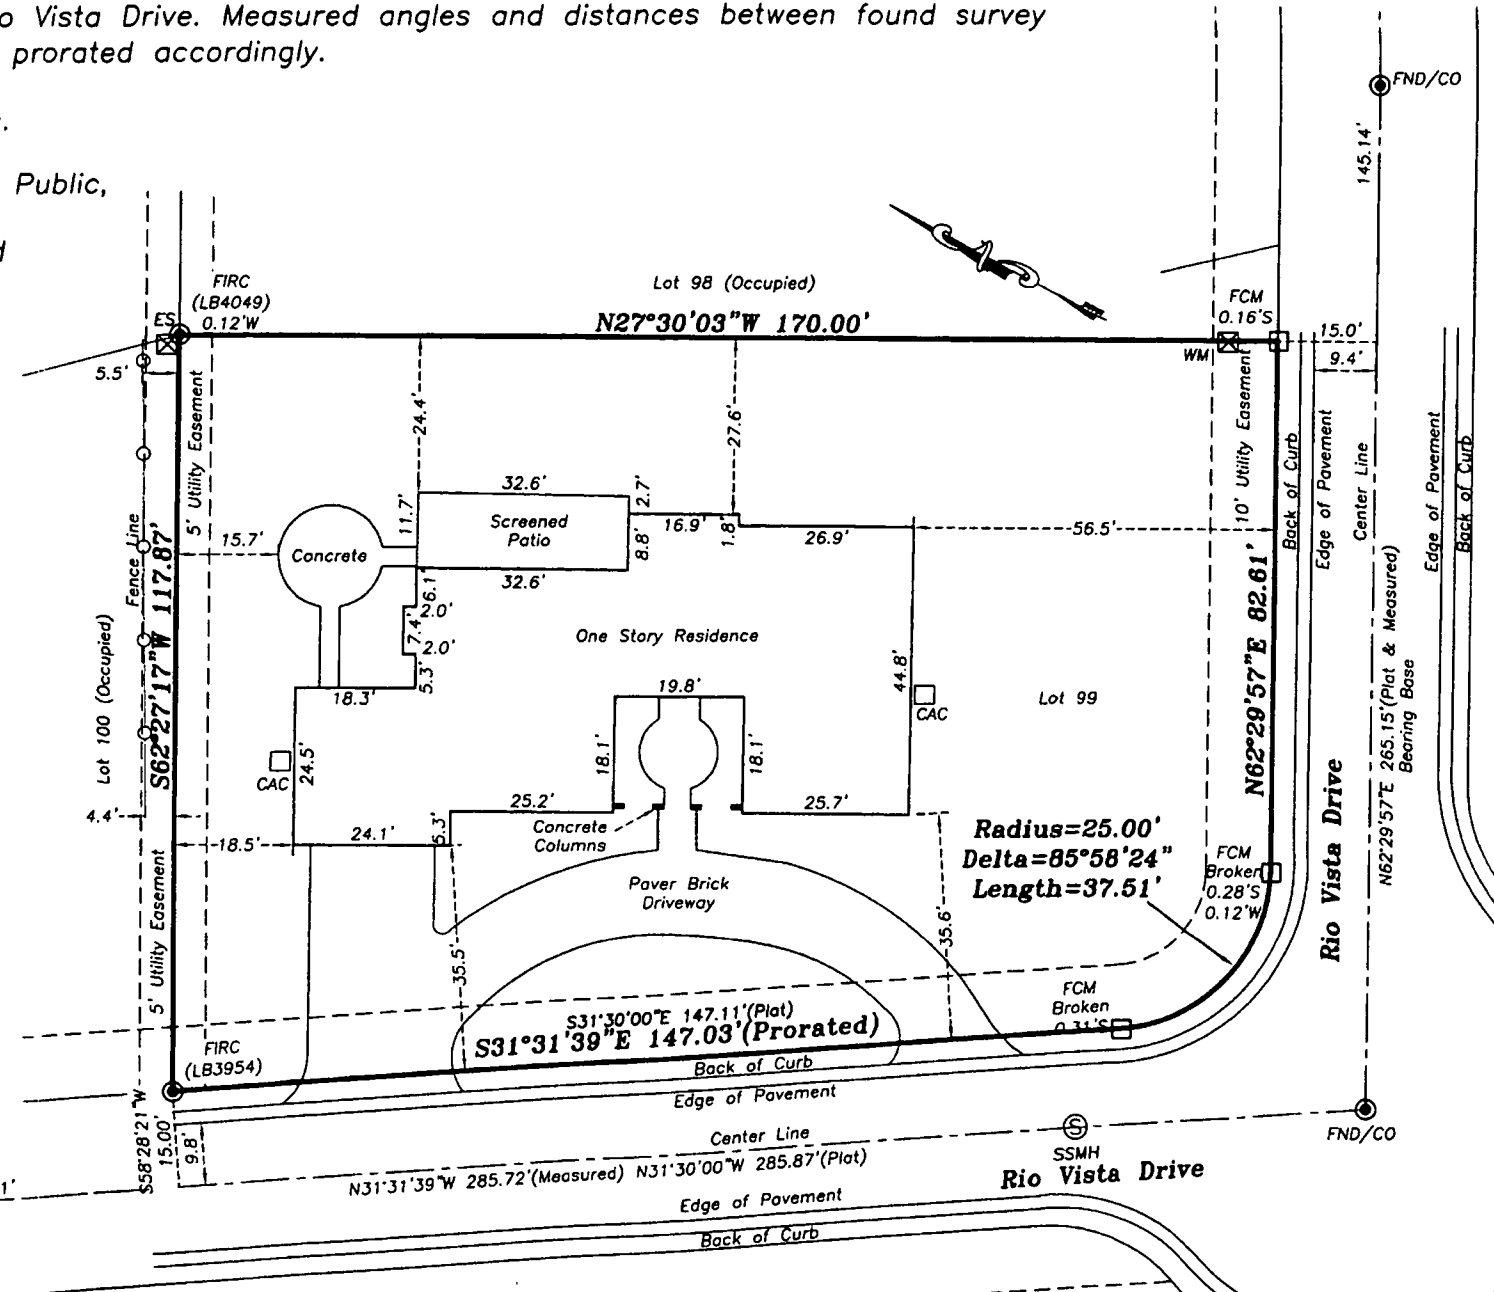 o Vista Drive. Measured angles and distances between found survey
prorated accordingly.
Public,
FND/CO
145.14'
Lot 98 (Occupied)
N27°30'03"W 170.00'
FIRC
(LB4049)
0.12'W
ES
FCM
0.16'S
WM
15.0'
9.4'
5.5'
5' Utility Easement
10' Utility Easement
Back of Curb
Edge of Pavement
Center Line
Edge of Pavement
Back of Curb
24.4'
27.6'
32.6'
2.7'
11.7'
Screened
Patio
16.9'
1.8'
26.9'
56.5'
8.8'
15.7'
Concrete
32.6'
6.1'
2.0'
7.4'
2.0'
5.3'
18.3'
Fence Line
S62°27'17"W 117.87'
Lot 100 (Occupied)
One Story Residence
19.8'
44.8'
CAC
Lot 99
N62°29'57"E 82.61'
N62°29'57"E 265.15'(Plat & Measured)
Bearing Base
18.1'
18.1'
24.5'
CAC
25.2'
25.7'
4.4'
18.5'
24.1'
5.3'
Concrete
Columns
Radius=25.00'
Delta=85°58'24"
Length=37.51'
FCM
Broken
0.28'S
0.12'W
Rio Vista Drive
Paver Brick
Driveway
35.5'
35.6'
5' Utility Easement
FCM
Broken
0.31'S
S31°30'00"E 147.11'(Plat)
S31°31'39"E 147.03'(Prorated)
FIRC
(LB3954)
Back of Curb
Edge of Pavement
S58°28'21"W
15.00'
9.8'
Center Line
SSMH
S
FND/CO
N31°31'39"W 285.72'(Measured) N31°30'00"W 285.87'(Plat)
Rio Vista Drive
1'
Edge of Pavement
Back of Curb